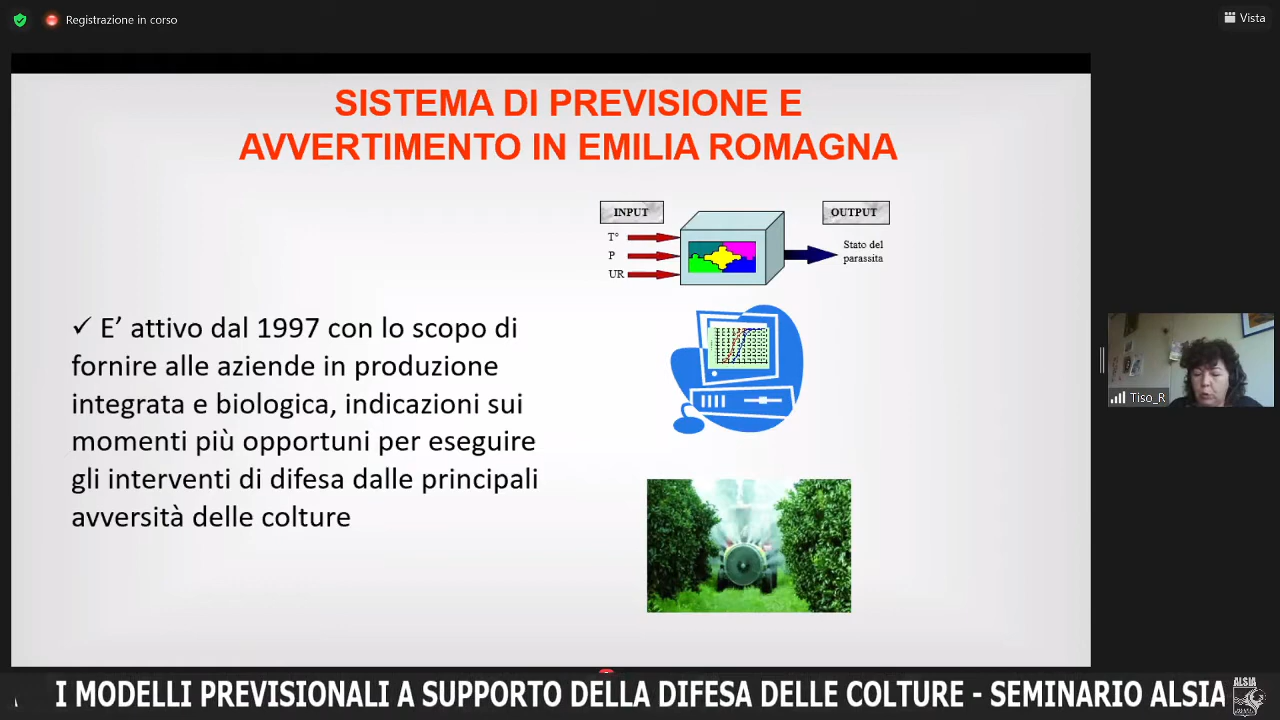 Registrazione in corso
Vista
SISTEMA DI PREVISIONE E
AVVERTIMENTO IN EMILIA ROMAGNA
INPUT
OUTPUT
T°
P
UR
Stato del
parassita
✓ E’ attivo dal 1997 con lo scopo di
fornire alle aziende in produzione
integrata e biologica, indicazioni sui
momenti più opportuni per eseguire
gli interventi di difesa dalle principali
avversità delle colture
Tiso_R
I MODELLI PREVISIONALI A SUPPORTO DELLA DIFESA DELLE COLTURE - SEMINARIO ALSIA
ALSIA